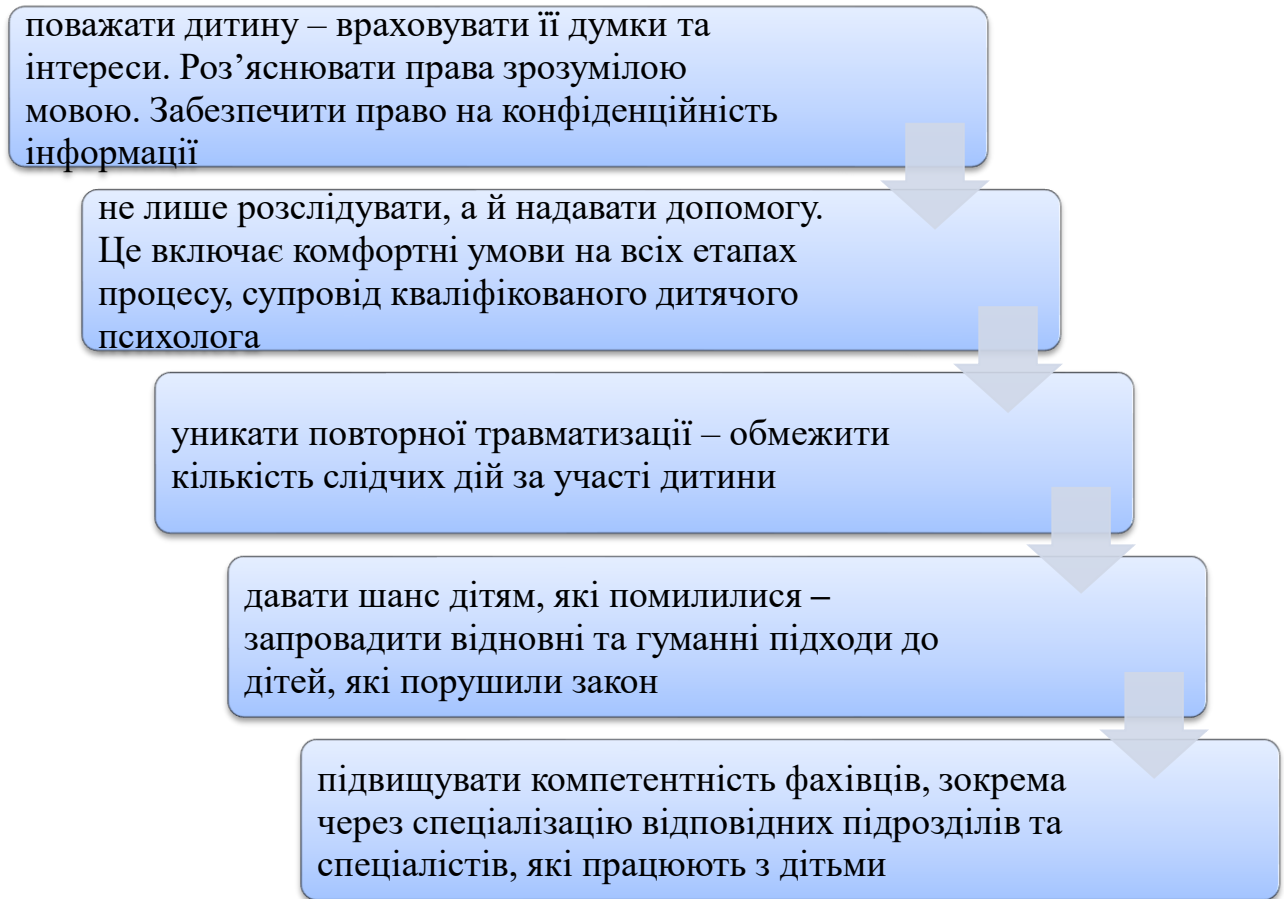 поважати дитину – враховувати її думки та
інтереси. Роз’яснювати права зрозумілою
мовою. Забезпечити право на конфіденційність
інформації
не лише розслідувати, а й надавати допомогу.
Це включає комфортні умови на всіх етапах
процесу, супровід кваліфікованого дитячого
психолога
уникати повторної травматизації – обмежити
кількість слідчих дій за участі дитини
давати шанс дітям, які помилилися –
запровадити відновні та гуманні підходи до
дітей, які порушили закон
підвищувати компетентність фахівців, зокрема
через спеціалізацію відповідних підрозділів та
спеціалістів, які працюють з дітьми